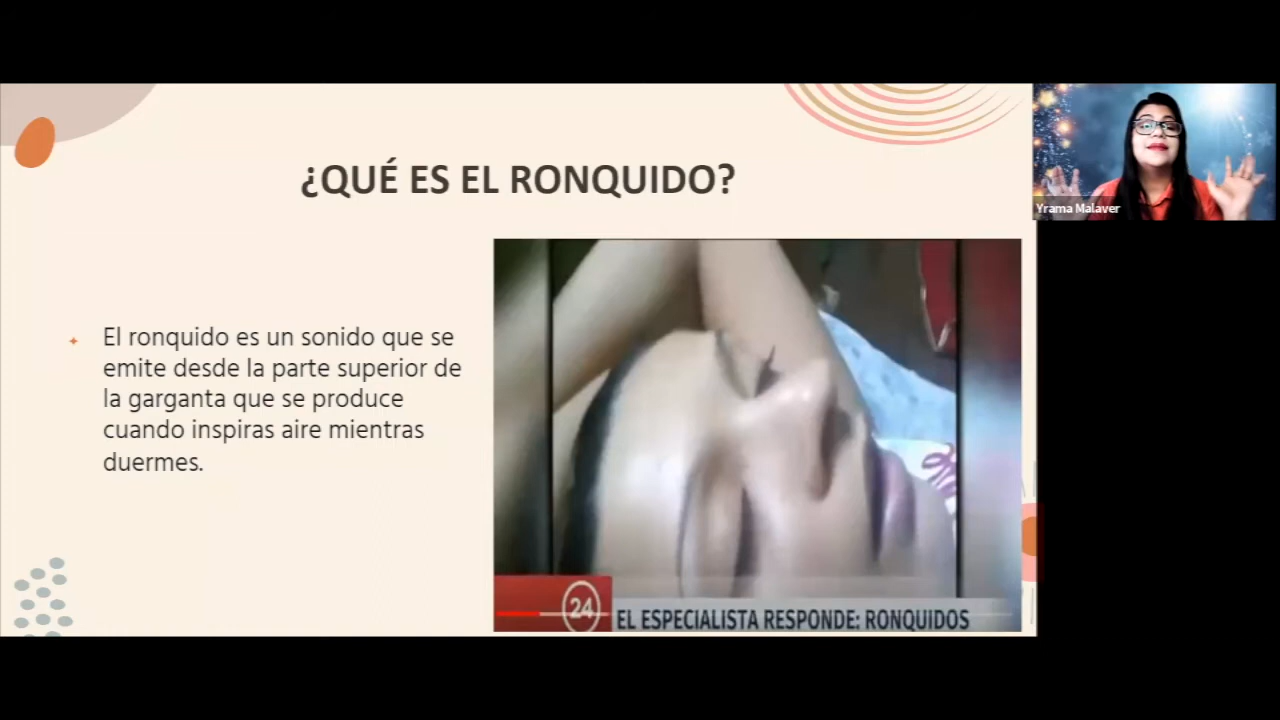 ¿QUÉ ES EL RONQUIDO?
Yrama Malaver
El ronquido es un sonido que se
emite desde la parte superior de
la garganta que se produce
cuando inspiras aire mientras
duermes.
24
EL ESPECIALISTA RESPONDE: RONQUIDOS